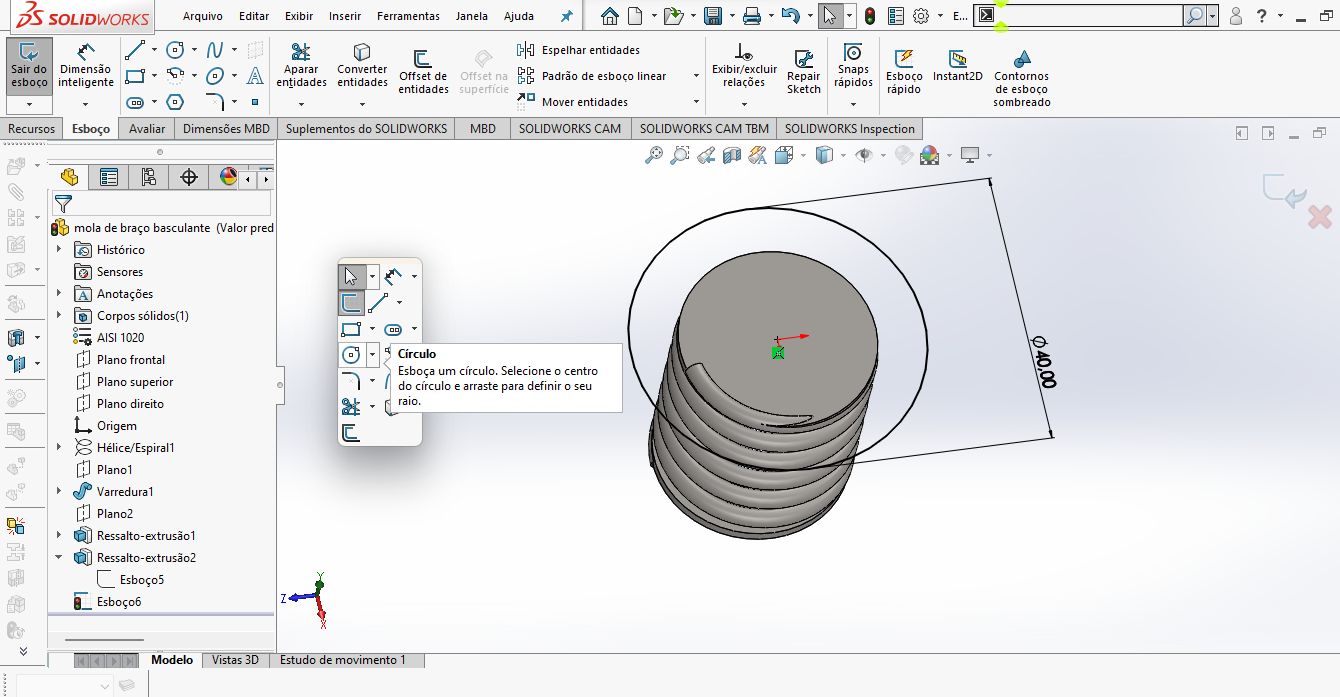 SOLIDWORKS
Arquivo Editar Exibir Inserir Ferramentas Janela Ajuda
E...
?
Sair do esboço
Dimensão inteligente
Aparar entidades
Converter entidades
Offset de entidades
Offset na superfície
Espelhar entidades
Padrão de esboço linear
Mover entidades
Exibir/excluir relações
Repair Sketch
Snaps rápidos
Esboço rápido
Instant2D
Contornos de esboço sombreado
Recursos Esboço Avaliar Dimensões MBD Suplementos do SOLIDWORKS MBD SOLIDWORKS CAM SOLIDWORKS CAM TBM SOLIDWORKS Inspection
mola de braço basculante (Valor pred
Histórico
Sensores
Anotações
Corpos sólidos(1)
AISI 1020
Plano frontal
Plano superior
Plano direito
Origem
Hélice/Espiral1
Plano1
Varredura1
Plano2
Ressalto-extrusão1
Ressalto-extrusão2
Esboço5
Esboço6
Círculo
Esboça um círculo. Selecione o centro
do círculo e arraste para definir o seu
raio.
Ø 40,00
Y
Z
X
Modelo Vistas 3D Estudo de movimento 1